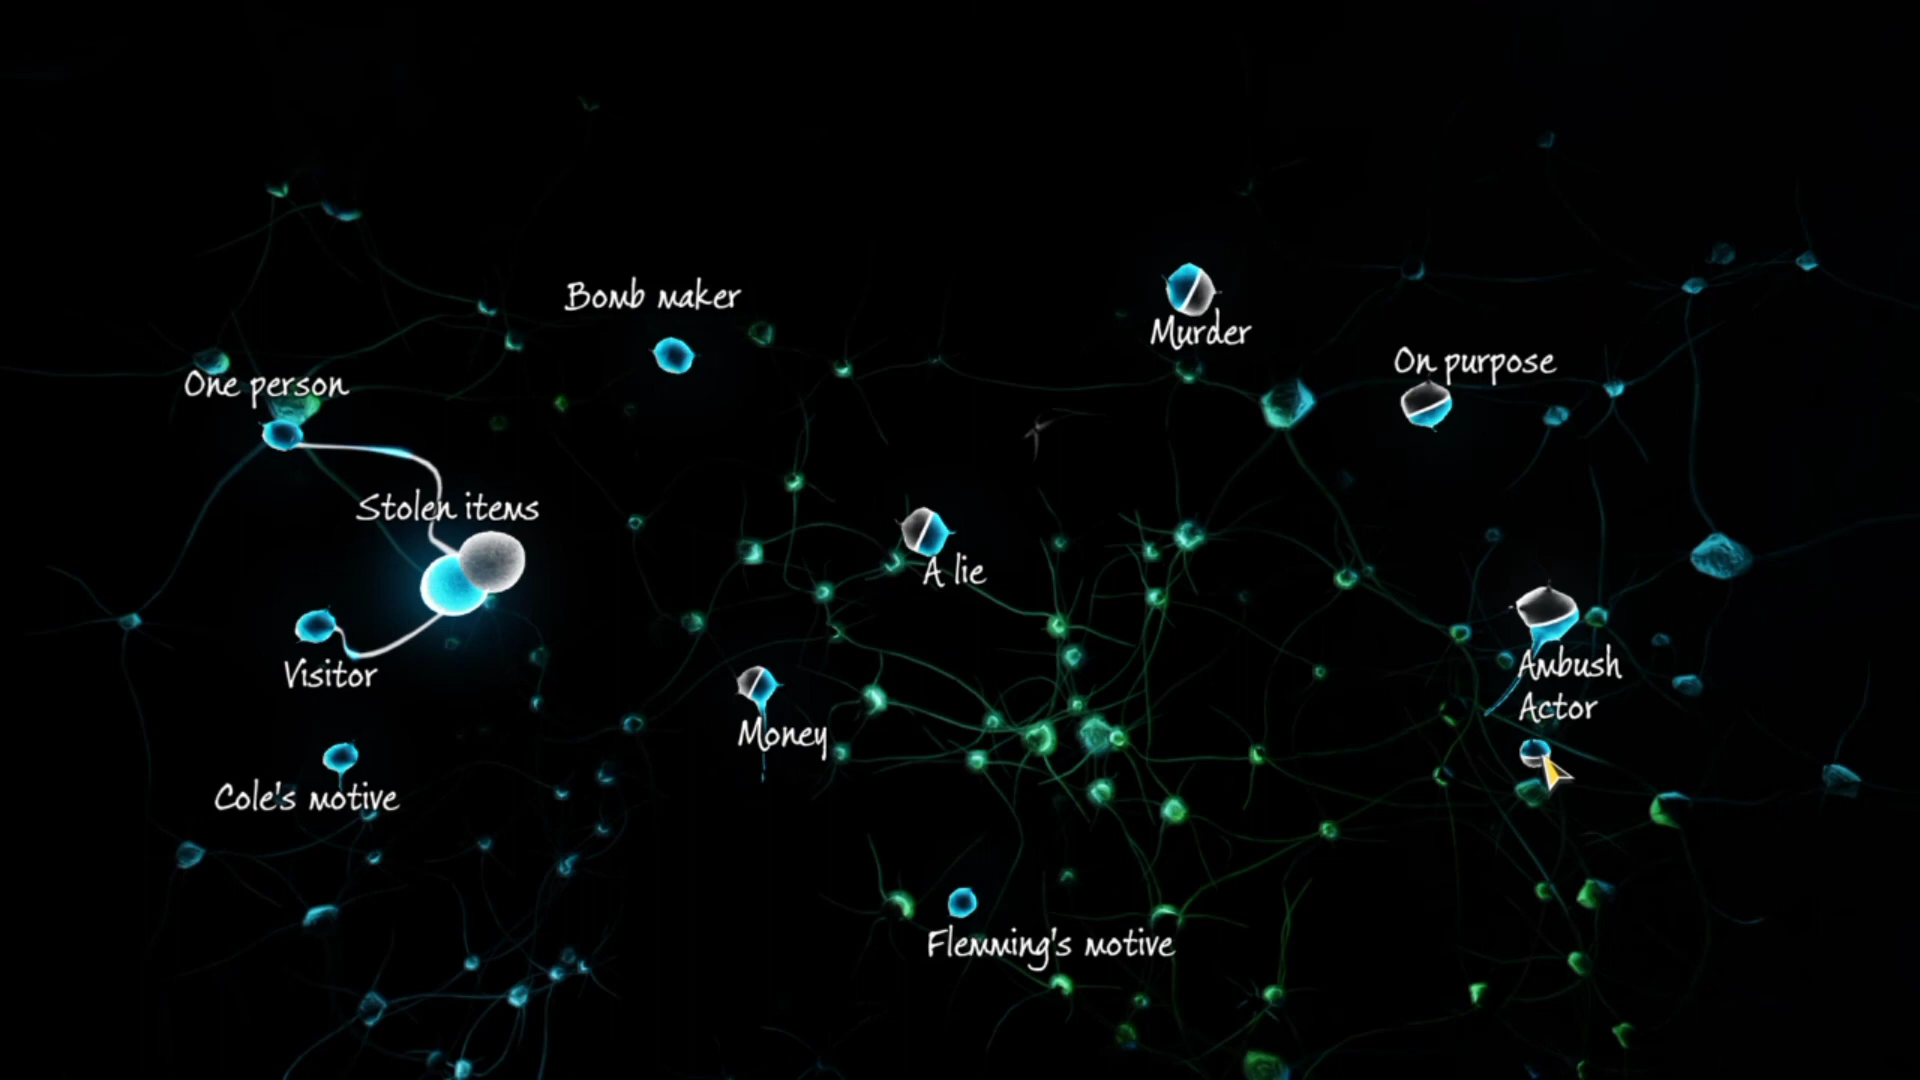 Bomb maker
Murder
On purpose
One person
Stolen items
A lie
Visitor
Ambush
Actor
Money
Cole's motive
Flemming's motive